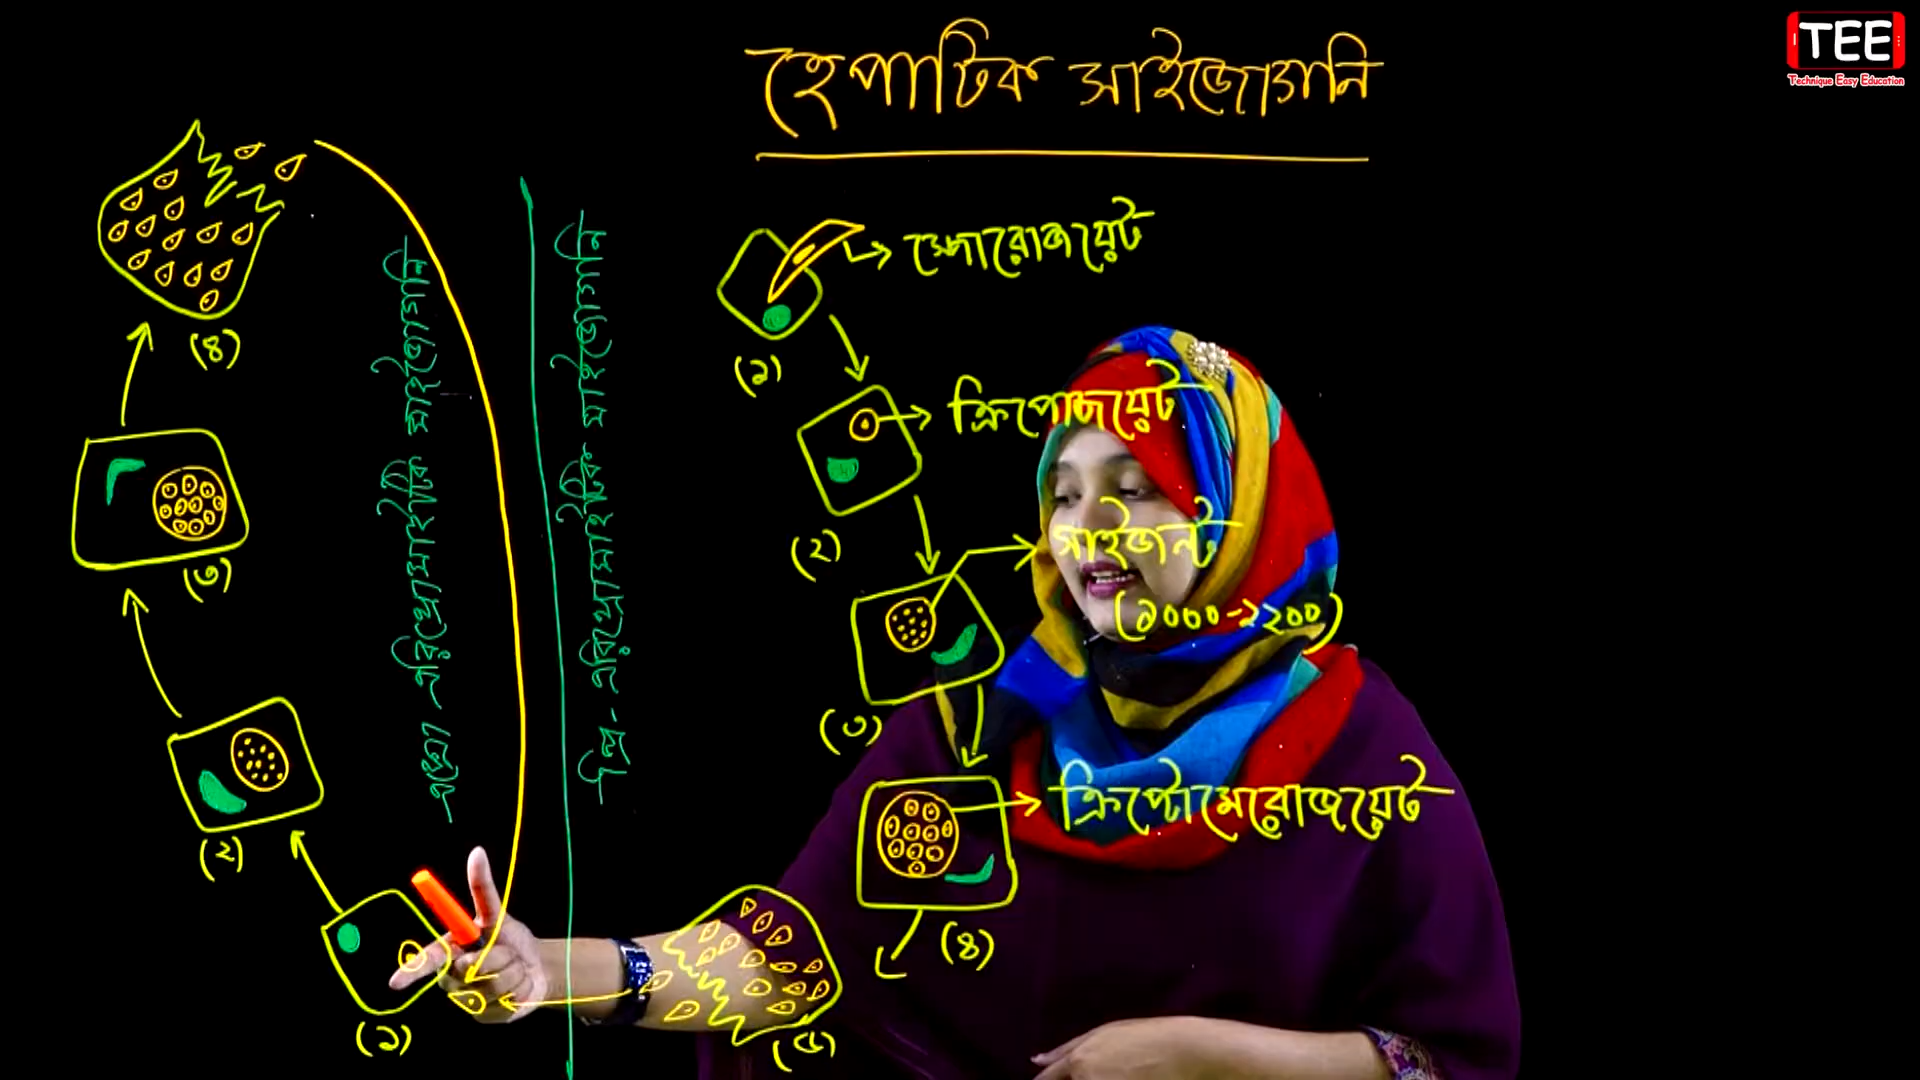 হেপাটিক সাইজোগনি
TEE
Technique Easy Education
স্পোরোজয়েট
(১)
ক্রিপোজয়েট
(২)
সাইজন্ট
(১০০০-১২০০)
(৩)
ক্রিপ্টোমেরোজয়েট
(৪)
(৫)
প্রি-এরিথ্রোসাইটিক সাইজোগনি
এক্সো-এরিথ্রোসাইটিক সাইজোগনি
(১)
(২)
(৩)
(৪)